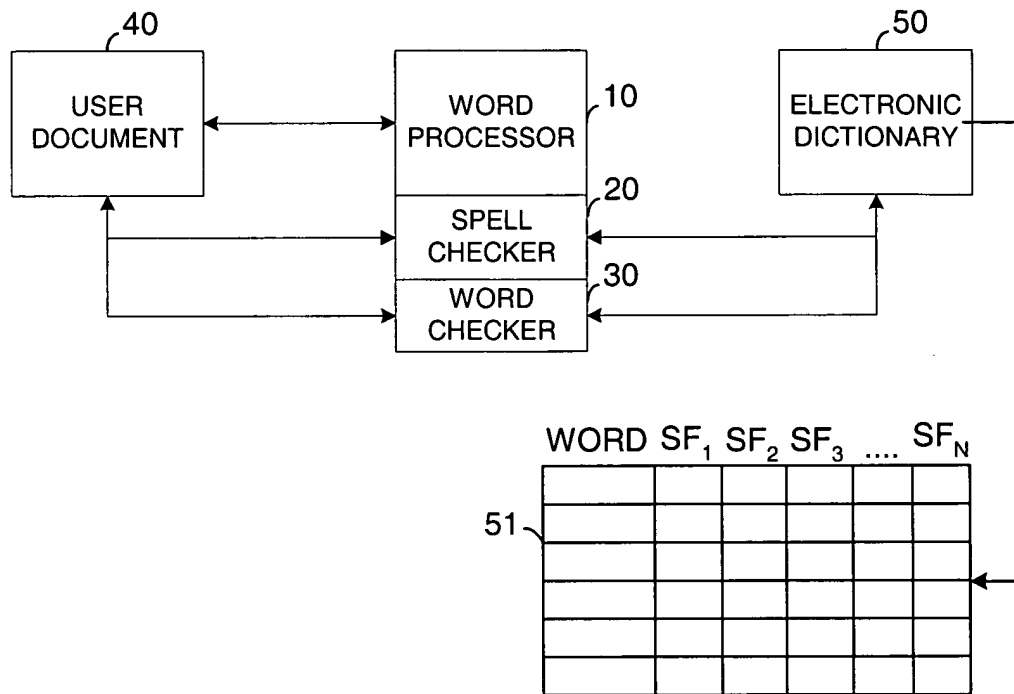 40
50
USER
DOCUMENT
WORD
PROCESSOR
10
ELECTRONIC
DICTIONARY
20
SPELL
CHECKER
30
WORD
CHECKER
WORD SF₁ SF₂ SF₃ .... SF_N
51